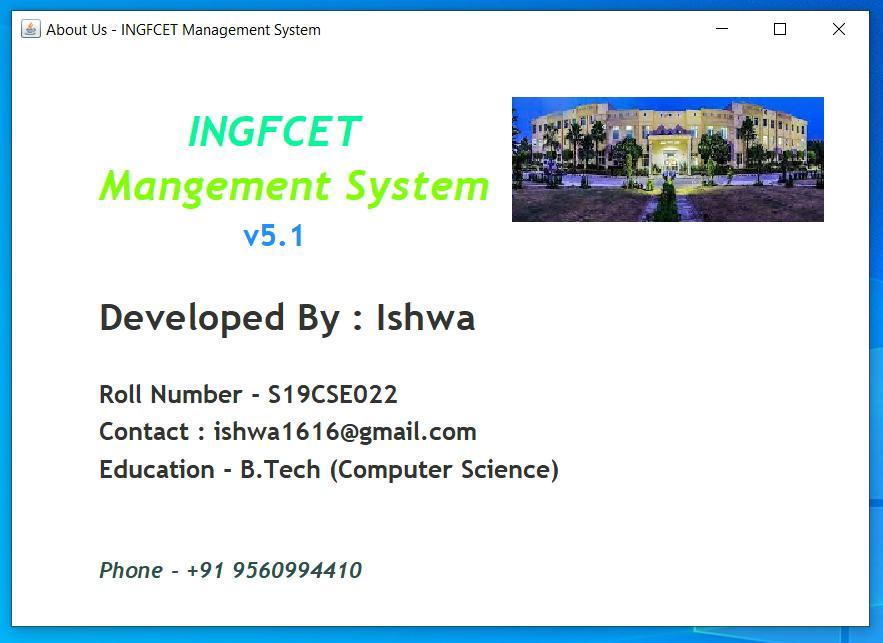 About Us - INGFCET Management System
INGFCET
Mangement System
v5.1
Developed By : Ishwa
Roll Number - S19CSE022
Contact : ishwa1616@gmail.com
Education - B.Tech (Computer Science)
Phone - +91 9560994410